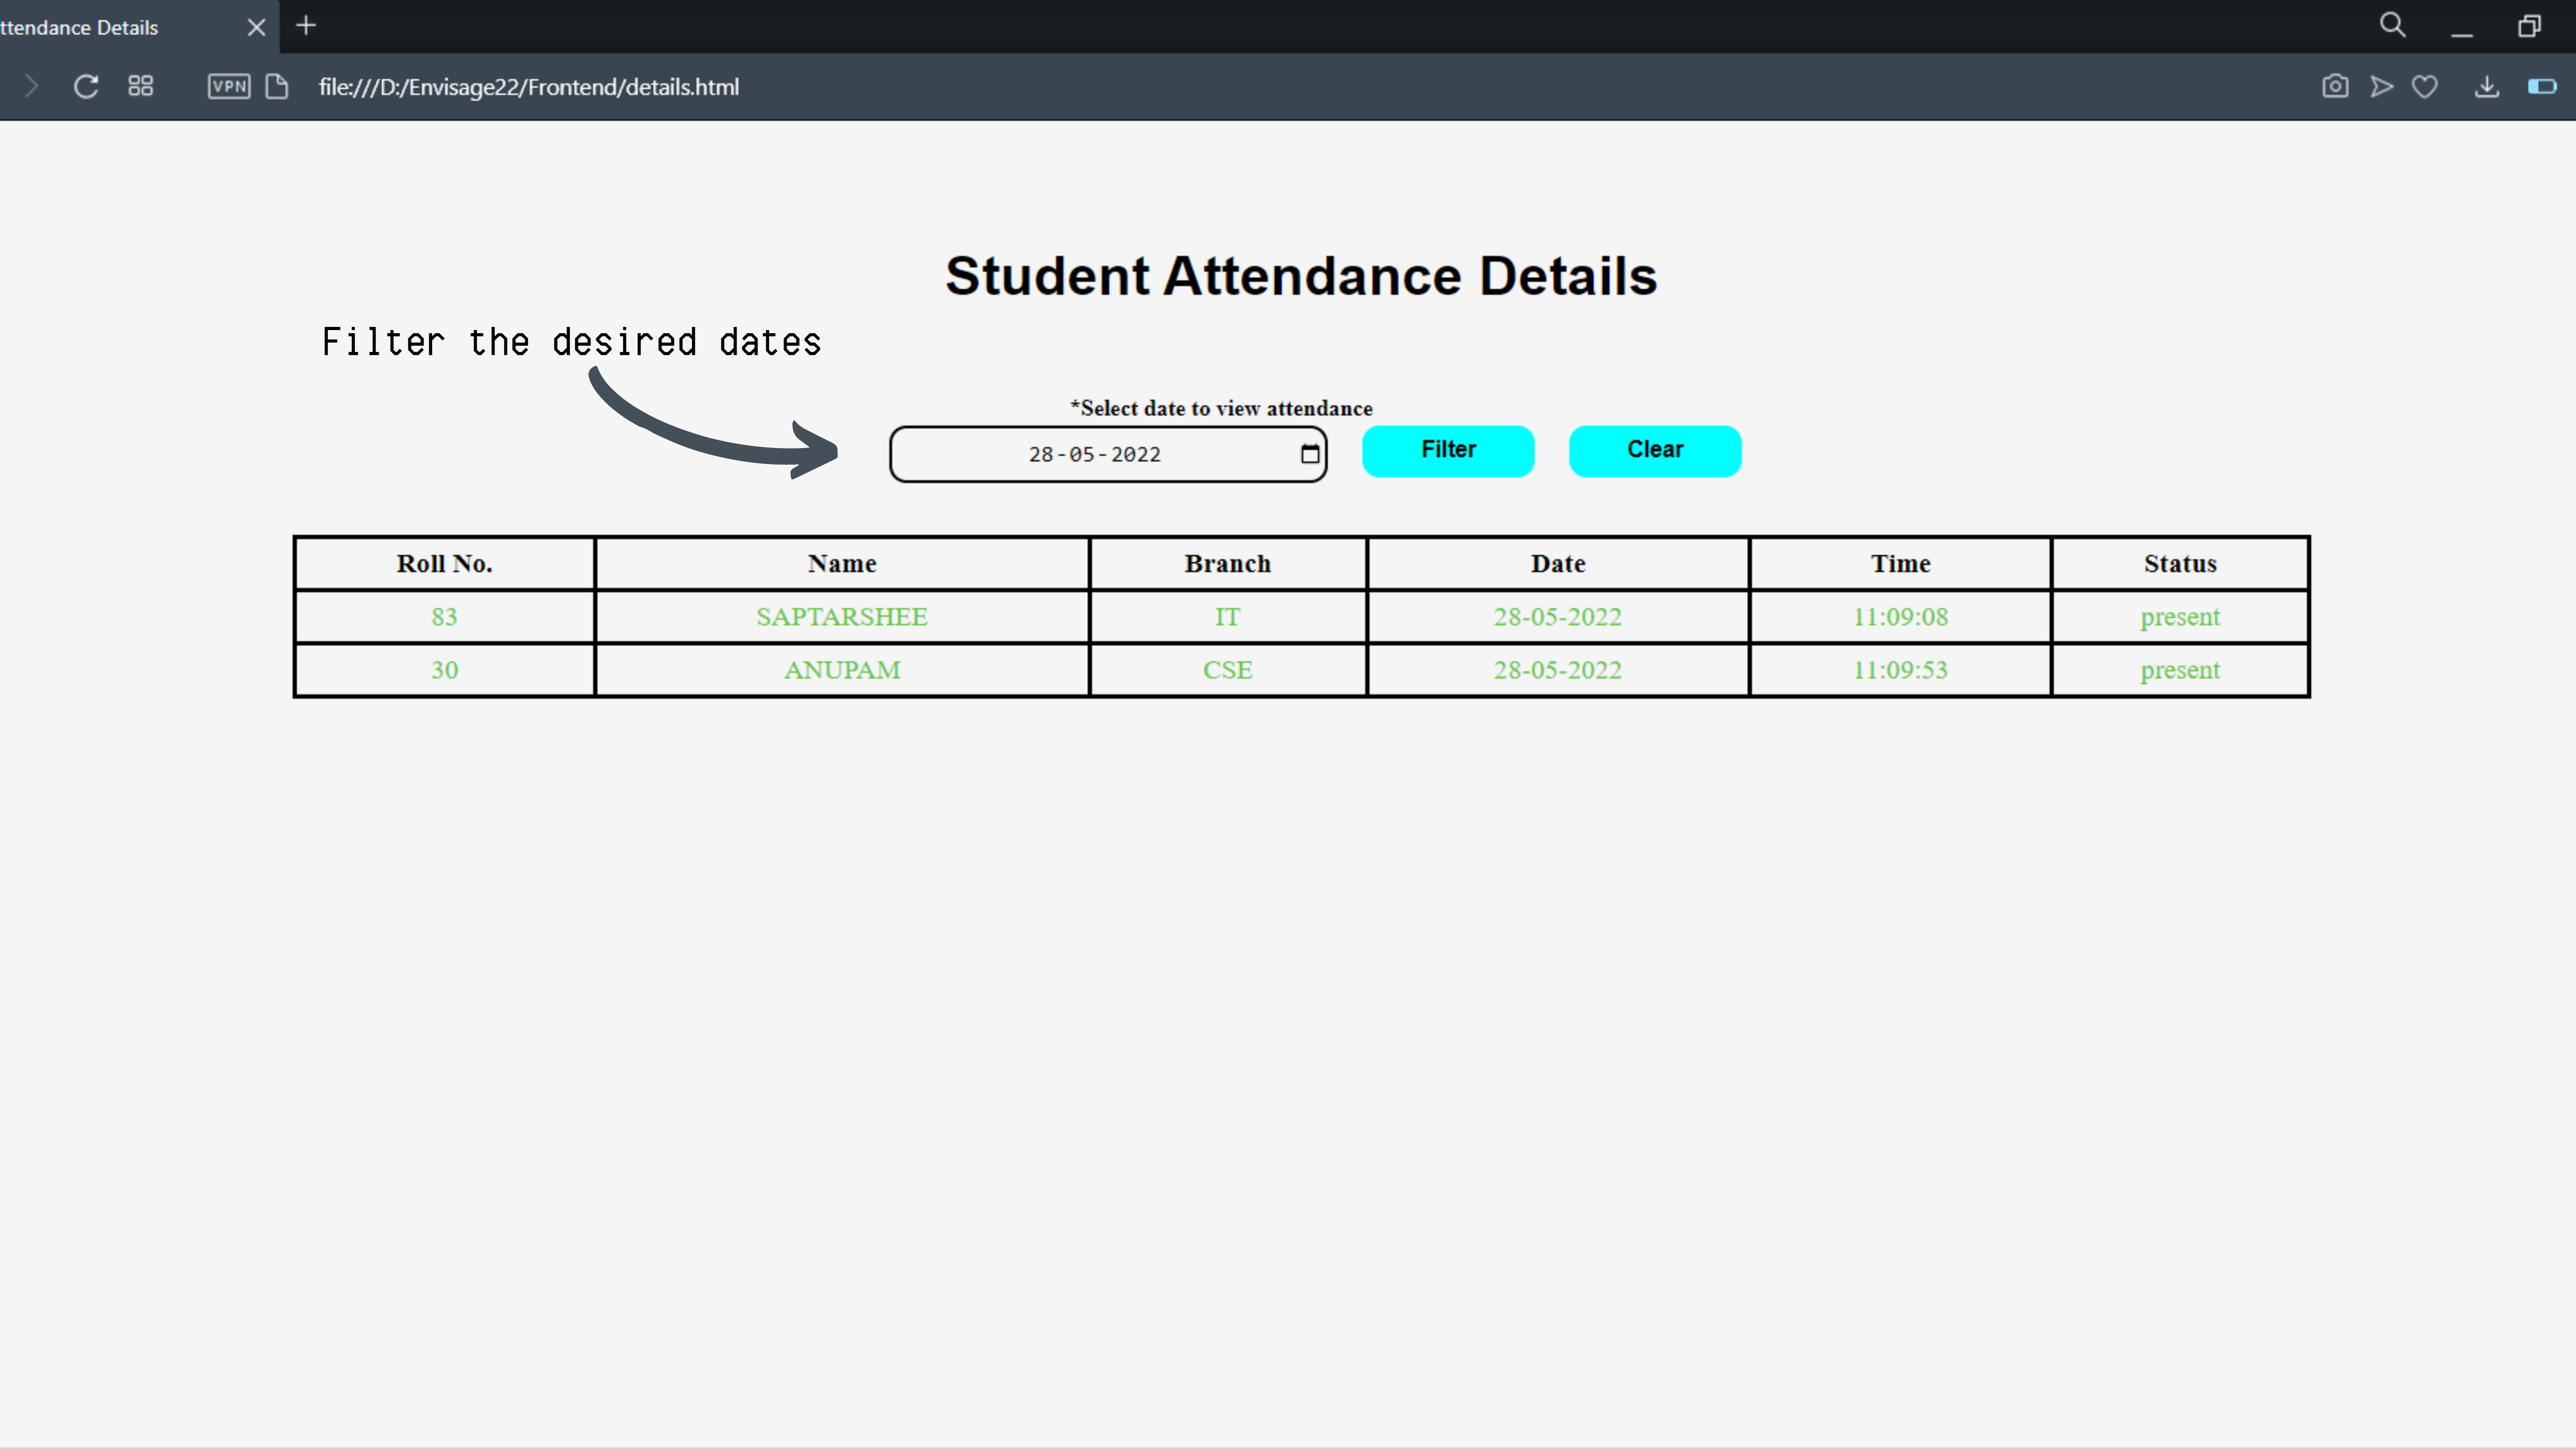 ttendance Details
VPN file:///D:/Envisage22/Frontend/details.html
Student Attendance Details
Filter the desired dates
*Select date to view attendance
28-05-2022 Filter Clear
Roll No. Name Branch Date Time Status
83 SAPTARSHEE IT 28-05-2022 11:09:08 present
30 ANUPAM CSE 28-05-2022 11:09:53 present